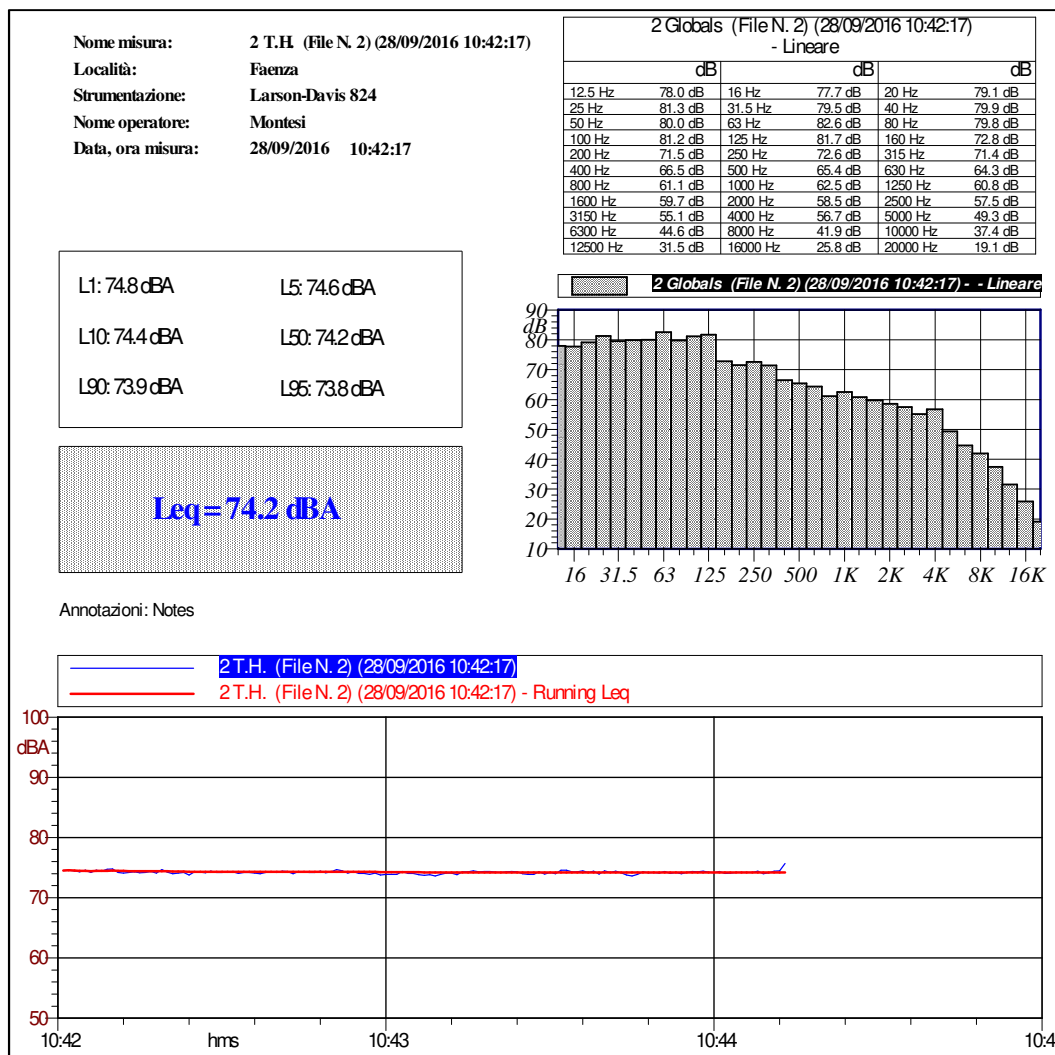 Nome misura: 2 T.H. (File N. 2) (28/09/2016 10:42:17)
Località: Faenza
Strumentazione: Larson-Davis 824
Nome operatore: Montesi
Data, ora misura: 28/09/2016 10:42:17
2 Globals (File N. 2) (28/09/2016 10:42:17)
- Lineare
dB dB dB
12.5 Hz 78.0 dB 16 Hz 77.7 dB 20 Hz 79.1 dB
25 Hz 81.3 dB 31.5 Hz 79.5 dB 40 Hz 79.9 dB
50 Hz 80.0 dB 63 Hz 82.6 dB 80 Hz 79.8 dB
100 Hz 81.2 dB 125 Hz 81.7 dB 160 Hz 72.8 dB
200 Hz 71.5 dB 250 Hz 72.6 dB 315 Hz 71.4 dB
400 Hz 66.5 dB 500 Hz 65.4 dB 630 Hz 64.3 dB
800 Hz 61.1 dB 1000 Hz 62.5 dB 1250 Hz 60.8 dB
1600 Hz 59.7 dB 2000 Hz 58.5 dB 2500 Hz 57.5 dB
3150 Hz 55.1 dB 4000 Hz 56.7 dB 5000 Hz 49.3 dB
6300 Hz 44.6 dB 8000 Hz 41.9 dB 10000 Hz 37.4 dB
12500 Hz 31.5 dB 16000 Hz 25.8 dB 20000 Hz 19.1 dB
L1: 74.8 dBA L5: 74.6 dBA
L10: 74.4 dBA L50: 74.2 dBA
L90: 73.9 dBA L95: 73.8 dBA
Leq = 74.2 dBA
2 Globals (File N. 2) (28/09/2016 10:42:17) - - Lineare
90
dB
80
70
60
50
40
30
20
10
16 31.5 63 125 250 500 1K 2K 4K 8K 16K
Annotazioni: Notes
2 T.H. (File N. 2) (28/09/2016 10:42:17)
2 T.H. (File N. 2) (28/09/2016 10:42:17) - Running Leq
100
dBA
90
80
70
60
50
10:42 hms 10:43 10:44 10:4